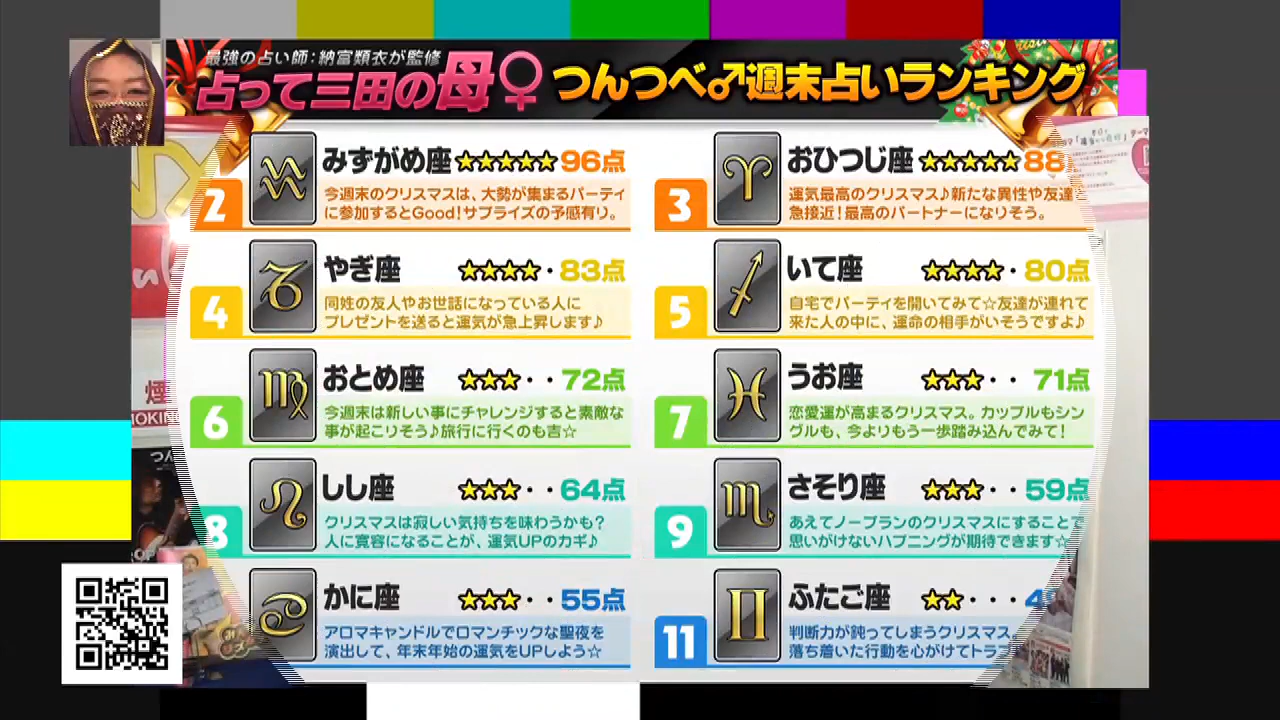 最強の占い師:納富類衣が監修
占って三田の母♀ つんつべ♂週末占いランキング
2
みずがめ座 ★★★★★ 96点
今週末のクリスマスは、大勢が集まるパーティ
に参加するとGood!サプライズの予感有り。
3
おひつじ座 ★★★★★ 88
運気最高のクリスマス♪新たな異性や友達
急接近!最高のパートナーになりそう。
4
やぎ座 ★★★★・ 83点
同姓の友人やお世話になっている人に
プレゼントを送ると運気が急上昇します♪
5
いて座 ★★★★・ 80点
自宅でパーティを開いてみて☆友達が連れて
来た人の中に、運命の相手がいそうですよ♪
6
おとめ座 ★★★・・ 72点
今週末は新しい事にチャレンジすると素敵な
事が起こりそう♪旅行に行くのも吉☆
7
うお座 ★★★・・ 71点
恋愛運が高まるクリスマス。カップルもシン
グルも、今よりもう一歩踏み込んでみて!
8
しし座 ★★★・・ 64点
クリスマスは寂しい気持ちを味わうかも?
人に寛容になることが、運気UPのカギ♪
9
さそり座 ★★★・・ 59点
あえてノープランのクリスマスにすることで
思いがけないハプニングが期待できます☆
かに座 ★★★・・ 55点
アロマキャンドルでロマンチックな聖夜を
演出して、年末年始の運気をUPしよう☆
11
ふたご座 ★★・・・ 4
判断力が鈍ってしまうクリスマス。
落ち着いた行動を心がけてトラブ
煙
MOKIN